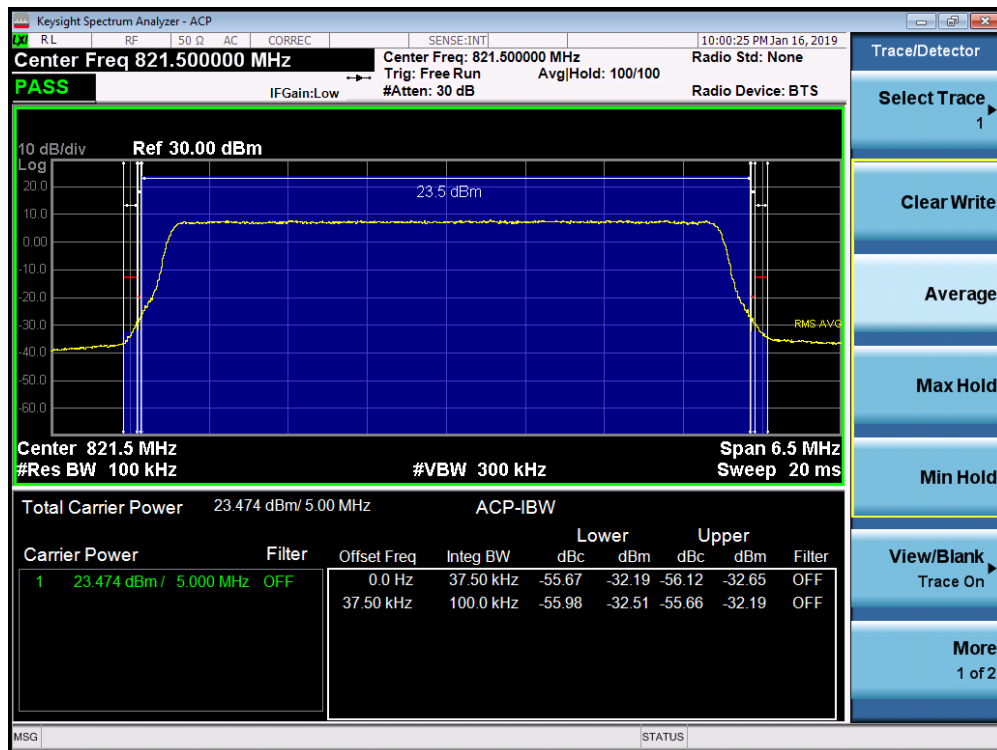 Keysight Spectrum Analyzer - ACP
LXI RL RF 50 Ω AC CORREC SENSE:INT 10:00:25 PM Jan 16, 2019
Center Freq 821.500000 MHz Center Freq: 821.500000 MHz Radio Std: None
Trig: Free Run Avg|Hold: 100/100
PASS IFGain:Low #Atten: 30 dB Radio Device: BTS
10 dB/div Ref 30.00 dBm
Log
20.0
23.5 dBm
10.0
0.00
-10.0
-20.0
-30.0 RMS AVG
-40.0
-50.0
-60.0
Center 821.5 MHz Span 6.5 MHz
#Res BW 100 kHz #VBW 300 kHz Sweep 20 ms
Total Carrier Power 23.474 dBm/ 5.00 MHz ACP-IBW
Lower Upper
Carrier Power Filter Offset Freq Integ BW dBc dBm dBc dBm Filter
1 23.474 dBm / 5.000 MHz OFF 0.0 Hz 37.50 kHz -55.67 -32.19 -56.12 -32.65 OFF
37.50 kHz 100.0 kHz -55.98 -32.51 -55.66 -32.19 OFF
MSG STATUS
Trace/Detector
Select Trace
1
Clear Write
Average
Max Hold
Min Hold
View/Blank
Trace On
More
1 of 2